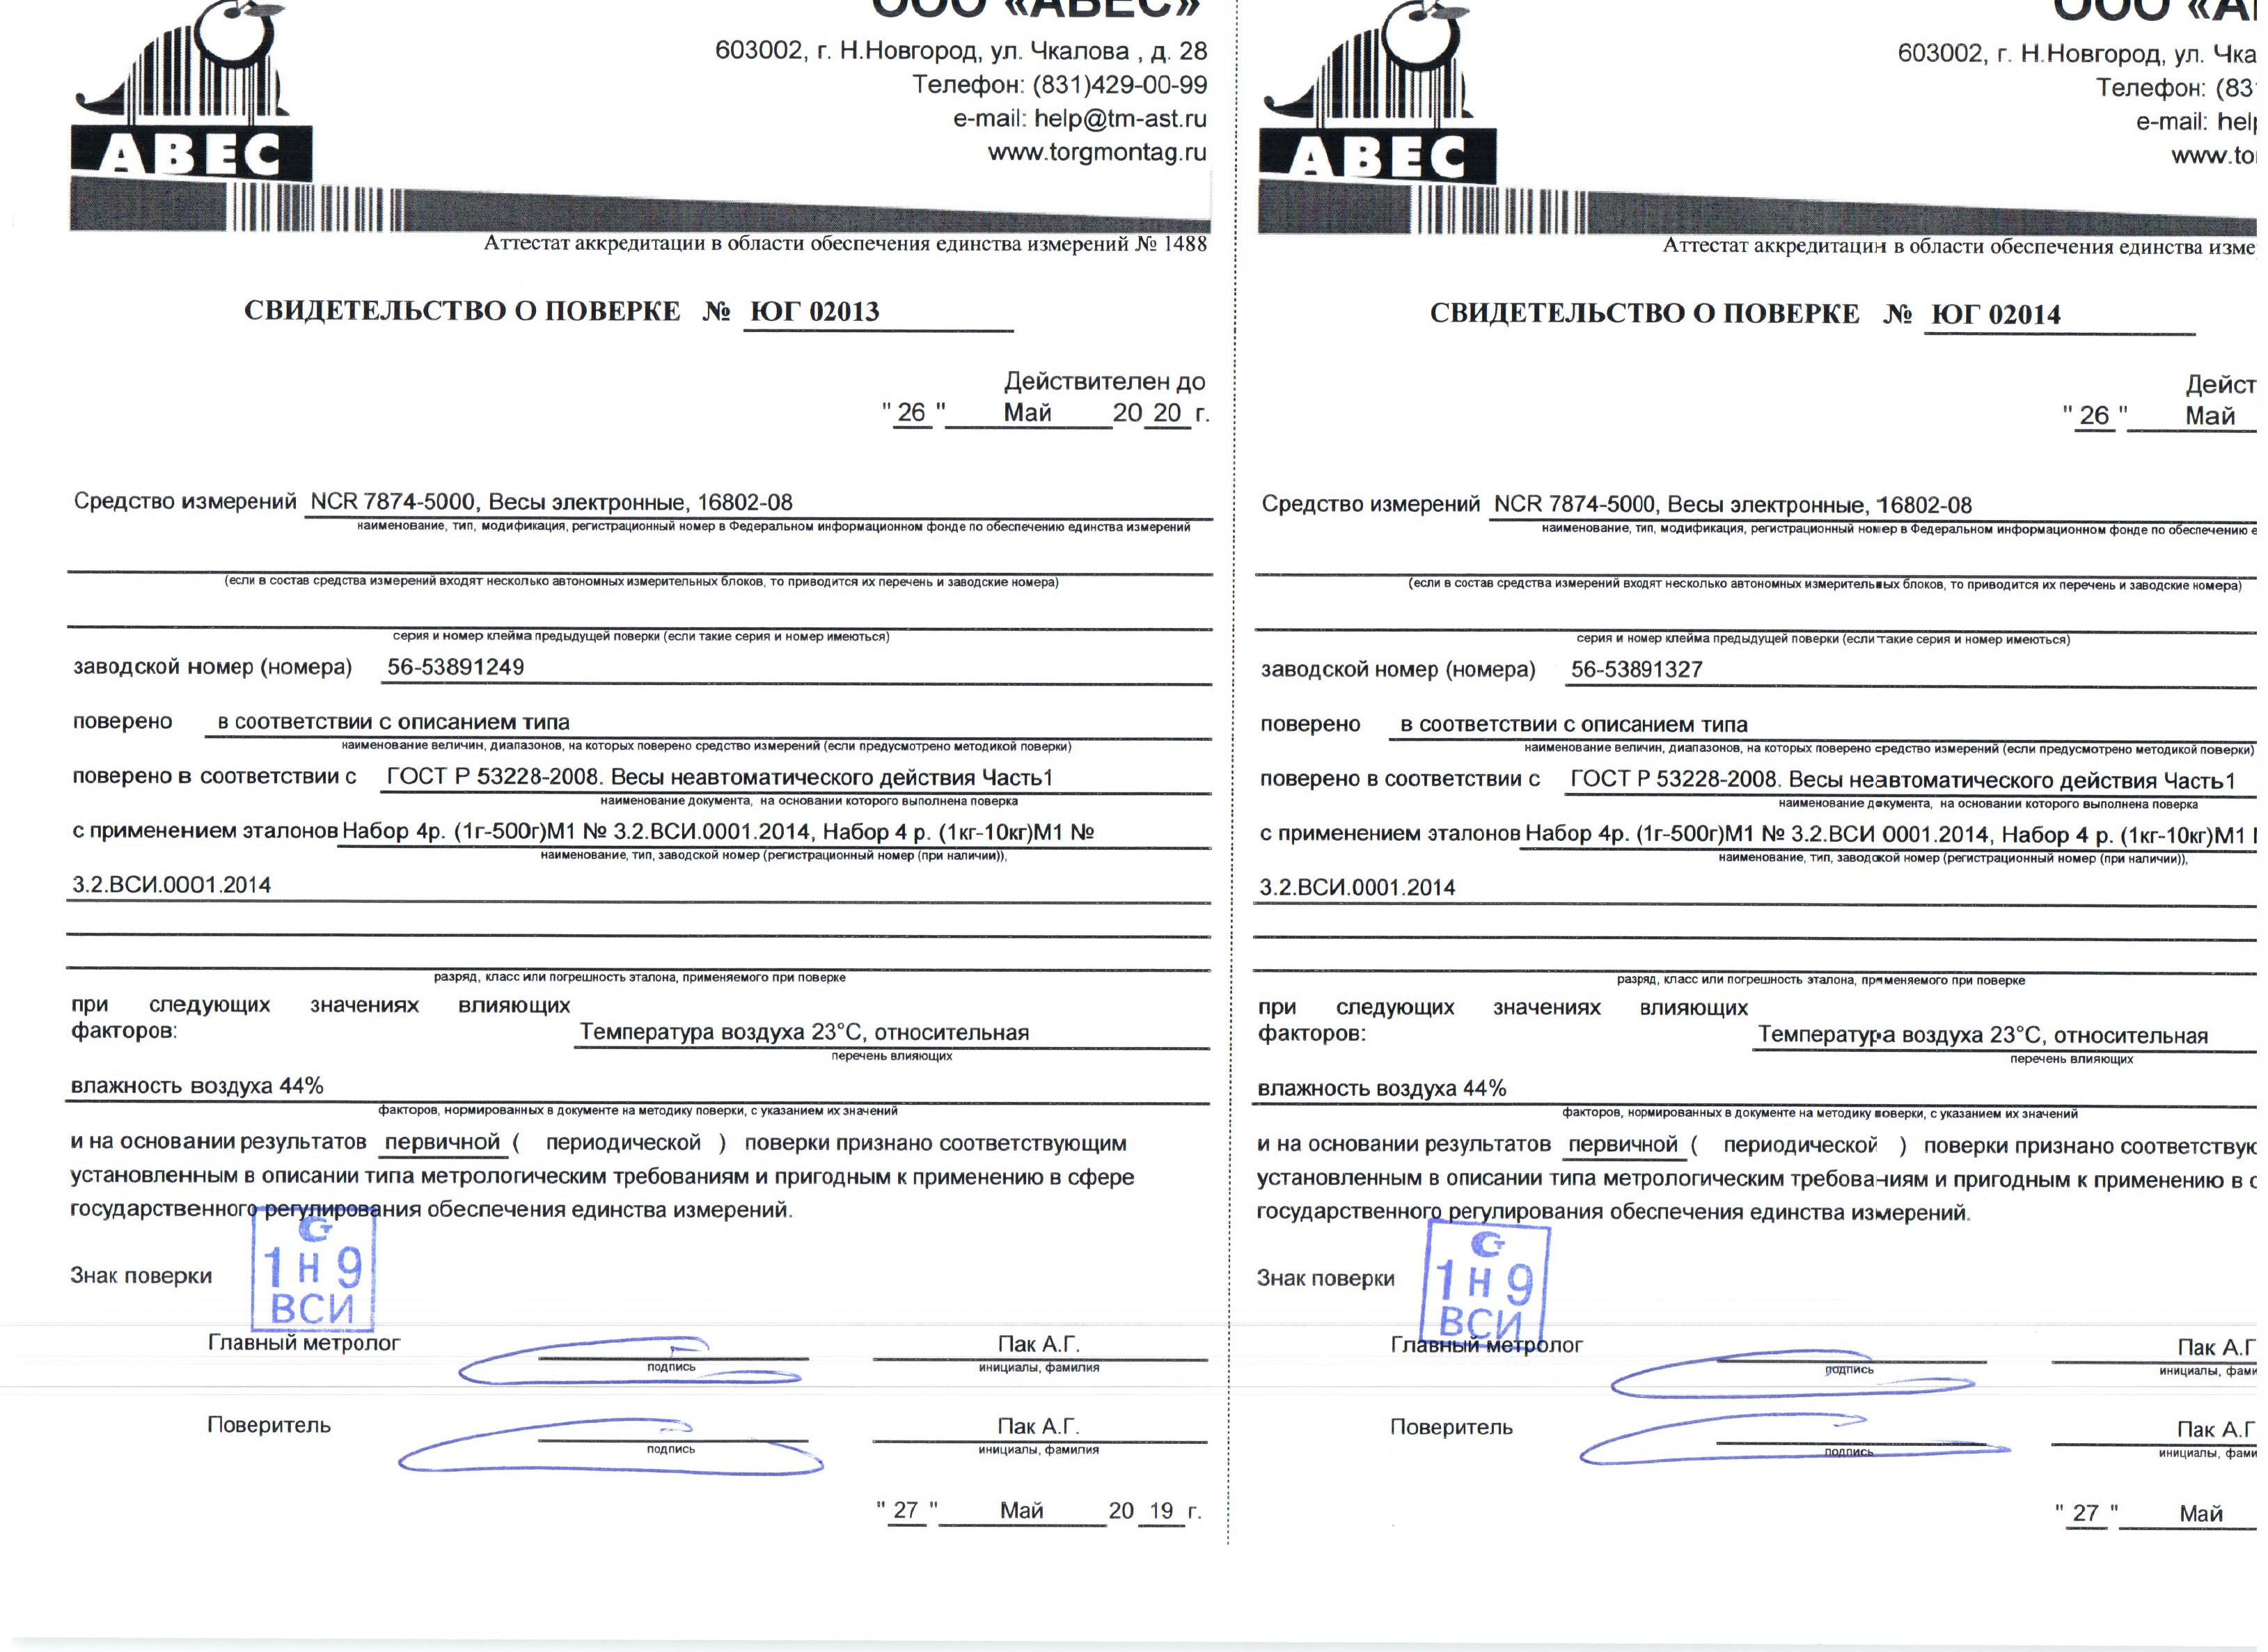 ООО «АВЕС»
603002, г. Н.Новгород, ул. Чкалова , д. 28
Телефон: (831)429-00-99
e-mail: help@tm-ast.ru
www.torgmontag.ru
АВЕС
Аттестат аккредитации в области обеспечения единства измерений № 1488
СВИДЕТЕЛЬСТВО О ПОВЕРКЕ № ЮГ 02013
Действителен до
" 26 " Май 20 20 г.
Средство измерений NCR 7874-5000, Весы электронные, 16802-08
наименование, тип, модификация, регистрационный номер в Федеральном информационном фонде по обеспечению единства измерений
(если в состав средства измерений входят несколько автономных измерительных блоков, то приводится их перечень и заводские номера)
серия и номер клейма предыдущей поверки (если такие серия и номер имеються)
заводской номер (номера) 56-53891249
поверено в соответствии с описанием типа
наименование величин, диапазонов, на которых поверено средство измерений (если предусмотрено методикой поверки)
поверено в соответствии с ГОСТ Р 53228-2008. Весы неавтоматического действия Часть1
наименование документа, на основании которого выполнена поверка
с применением эталонов Набор 4р. (1г-500г)М1 № 3.2.ВСИ.0001.2014, Набор 4 р. (1кг-10кг)М1 №
наименование, тип, заводской номер (регистрационный номер (при наличии)),
3.2.ВСИ.0001.2014
разряд, класс или погрешность эталона, применяемого при поверке
при следующих значениях влияющих
факторов: Температура воздуха 23°С, относительная
перечень влияющих
влажность воздуха 44%
факторов, нормированных в документе на методику поверки, с указанием их значений
и на основании результатов первичной ( периодической ) поверки признано соответствующим
установленным в описании типа метрологическим требованиям и пригодным к применению в сфере
государственного регулирования обеспечения единства измерений.
Знак поверки
1 Н 9
ВСИ
Главный метролог Пак А.Г.
подпись инициалы, фамилия
Поверитель Пак А.Г.
подпись инициалы, фамилия
" 27 " Май 20 19 г.
ООО «А
603002, г. Н.Новгород, ул. Чка
Телефон: (83
e-mail: help
www.to
АВЕС
Аттестат аккредитации в области обеспечения единства изме
СВИДЕТЕЛЬСТВО О ПОВЕРКЕ № ЮГ 02014
Дейст
" 26 " Май
Средство измерений NCR 7874-5000, Весы электронные, 16802-08
наименование, тип, модификация, регистрационный номер в Федеральном информационном фонде по обеспечению е
(если в состав средства измерений входят несколько автономных измерительных блоков, то приводится их перечень и заводские номера)
серия и номер клейма предыдущей поверки (если такие серия и номер имеються)
заводской номер (номера) 56-53891327
поверено в соответствии с описанием типа
наименование величин, диапазонов, на которых поверено средство измерений (если предусмотрено методикой поверки)
поверено в соответствии с ГОСТ Р 53228-2008. Весы неавтоматического действия Часть1
наименование документа, на основании которого выполнена поверка
с применением эталонов Набор 4р. (1г-500г)М1 № 3.2.ВСИ 0001.2014, Набор 4 р. (1кг-10кг)М1
наименование, тип, заводской номер (регистрационный номер (при наличии)),
3.2.ВСИ.0001.2014
разряд, класс или погрешность эталона, применяемого при поверке
при следующих значениях влияющих
факторов: Температура воздуха 23°С, относительная
перечень влияющих
влажность воздуха 44%
факторов, нормированных в документе на методику поверки, с указанием их значений
и на основании результатов первичной ( периодической ) поверки признано соответствую
установленным в описании типа метрологическим требованиям и пригодным к применению в с
государственного регулирования обеспечения единства измерений.
Знак поверки
1 Н 9
ВСИ
Главный метролог Пак А.Г
подпись инициалы, фами
Поверитель Пак А.Г
подпись инициалы, фами
" 27 " Май